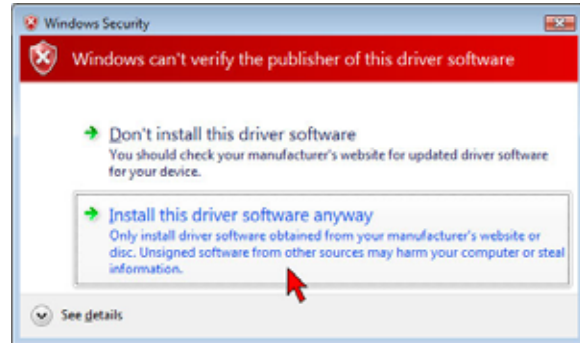 Windows Security
Windows can't verify the publisher of this driver software
Don't install this driver software
You should check your manufacturer's website for updated driver software
for your device.
Install this driver software anyway
Only install driver software obtained from your manufacturer's website or
disc. Unsigned software from other sources may harm your computer or steal
information.
See details